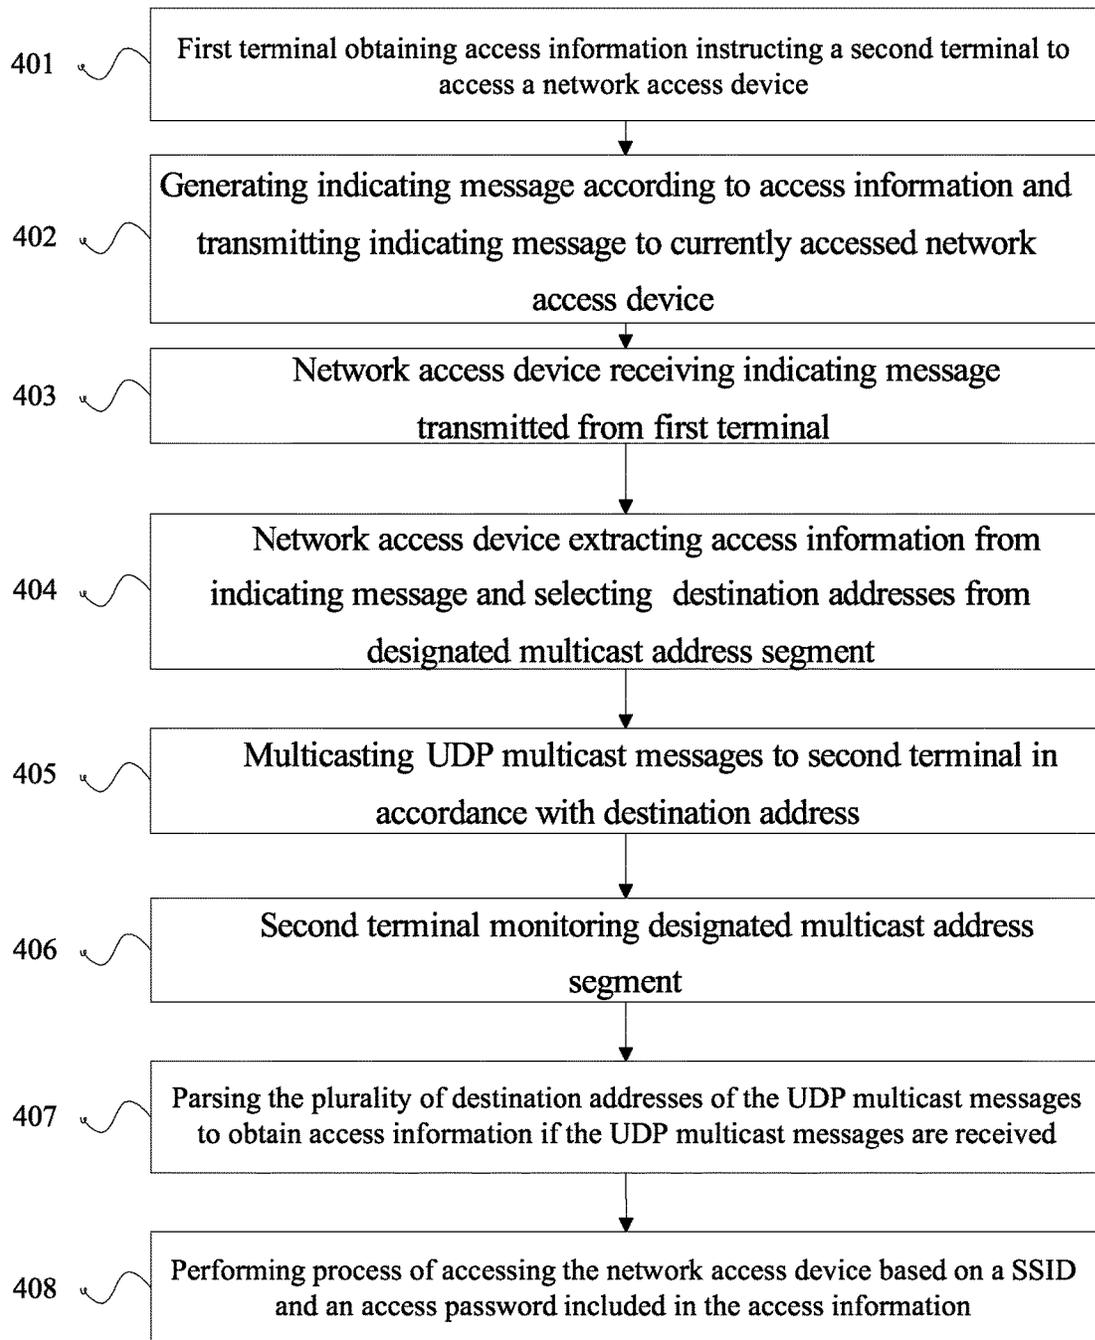 401
First terminal obtaining access information instructing a second terminal to
access a network access device
402
Generating indicating message according to access information and
transmitting indicating message to currently accessed network
access device
403
Network access device receiving indicating message
transmitted from first terminal
404
Network access device extracting access information from
indicating message and selecting destination addresses from
designated multicast address segment
405
Multicasting UDP multicast messages to second terminal in
accordance with destination address
406
Second terminal monitoring designated multicast address
segment
407
Parsing the plurality of destination addresses of the UDP multicast messages
to obtain access information if the UDP multicast messages are received
408
Performing process of accessing the network access device based on a SSID
and an access password included in the access information